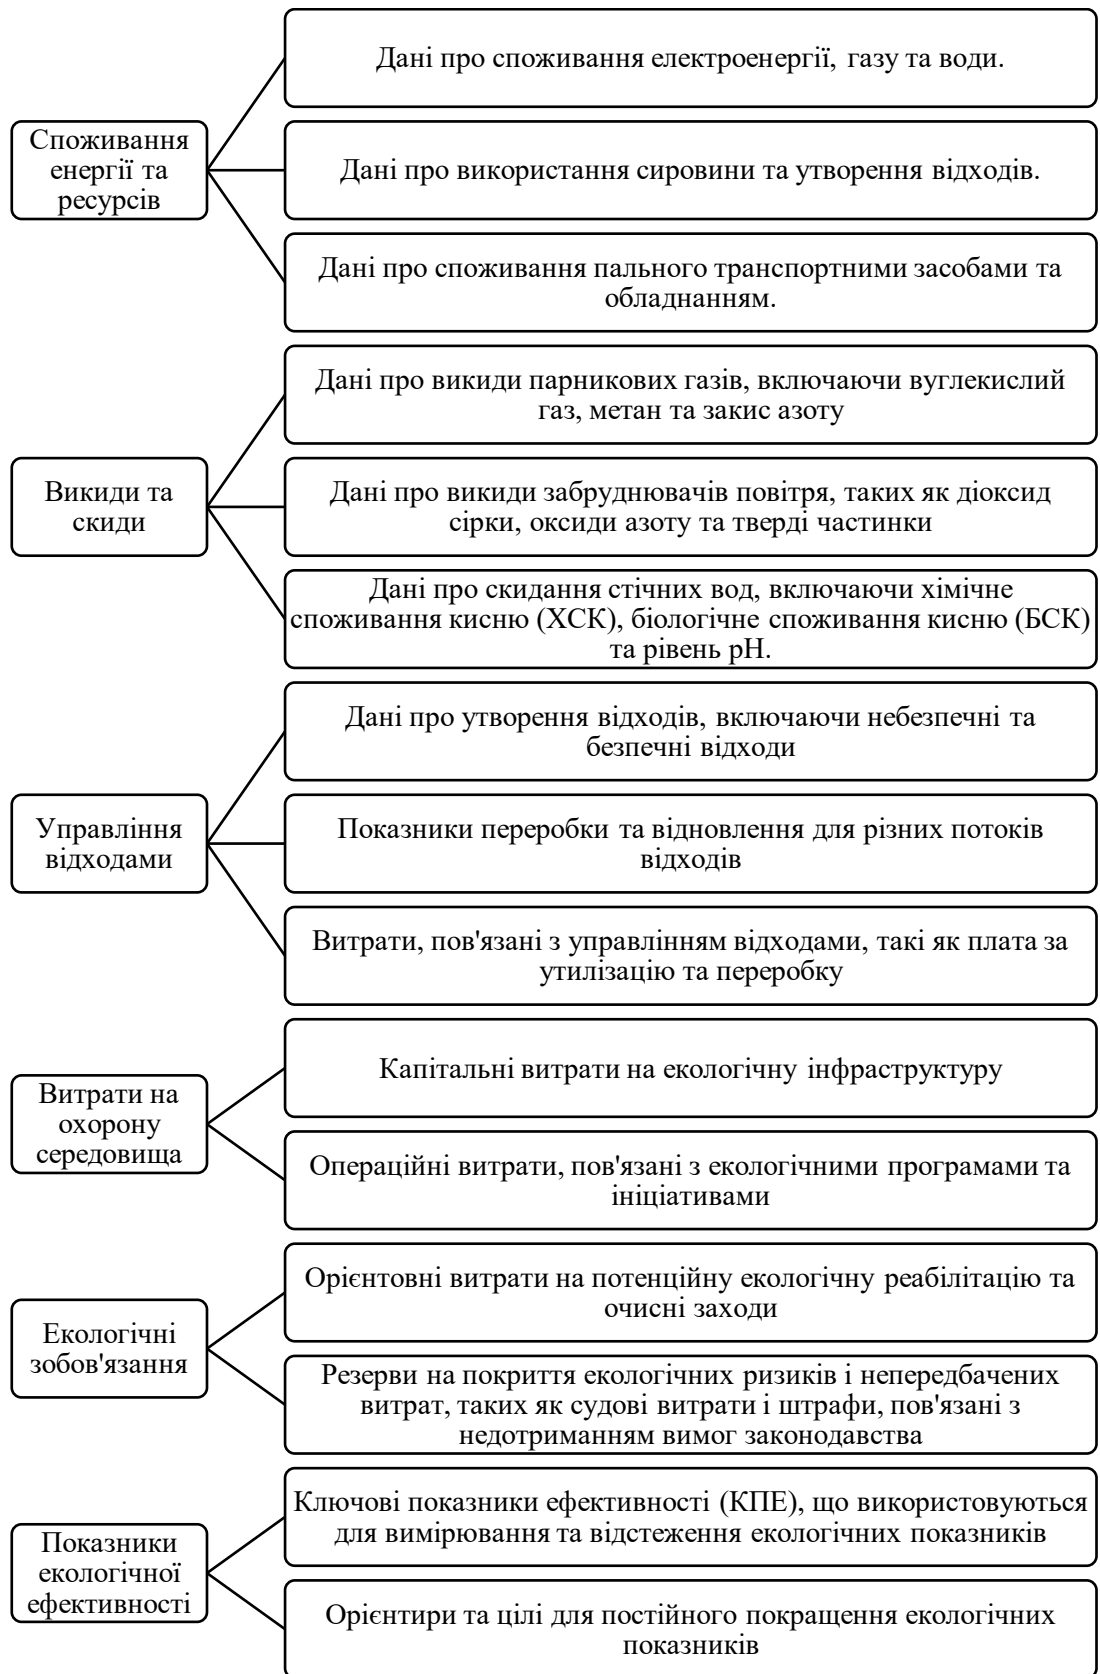 Дані про споживання електроенергії, газу та води.
Споживання
енергії та
ресурсів
Дані про використання сировини та утворення відходів.
Дані про споживання пального транспортними засобами та
обладнанням.
Дані про викиди парникових газів, включаючи вуглекислий
газ, метан та закис азоту
Викиди та
скиди
Дані про викиди забруднювачів повітря, таких як діоксид
сірки, оксиди азоту та тверді частинки
Дані про скидання стічних вод, включаючи хімічне
споживання кисню (ХСК), біологічне споживання кисню (БСК)
та рівень pH.
Дані про утворення відходів, включаючи небезпечні та
безпечні відходи
Управління
відходами
Показники переробки та відновлення для різних потоків
відходів
Витрати, пов'язані з управлінням відходами, такі як плата за
утилізацію та переробку
Капітальні витрати на екологічну інфраструктуру
Витрати на
охорону
середовища
Операційні витрати, пов'язані з екологічними програмами та
ініціативами
Орієнтовні витрати на потенційну екологічну реабілітацію та
очисні заходи
Екологічні
зобов'язання
Резерви на покриття екологічних ризиків і непередбачених
витрат, таких як судові витрати і штрафи, пов'язані з
недотриманням вимог законодавства
Ключові показники ефективності (КПЕ), що використовуються
для вимірювання та відстеження екологічних показників
Показники
екологічної
ефективності
Орієнтири та цілі для постійного покращення екологічних
показників